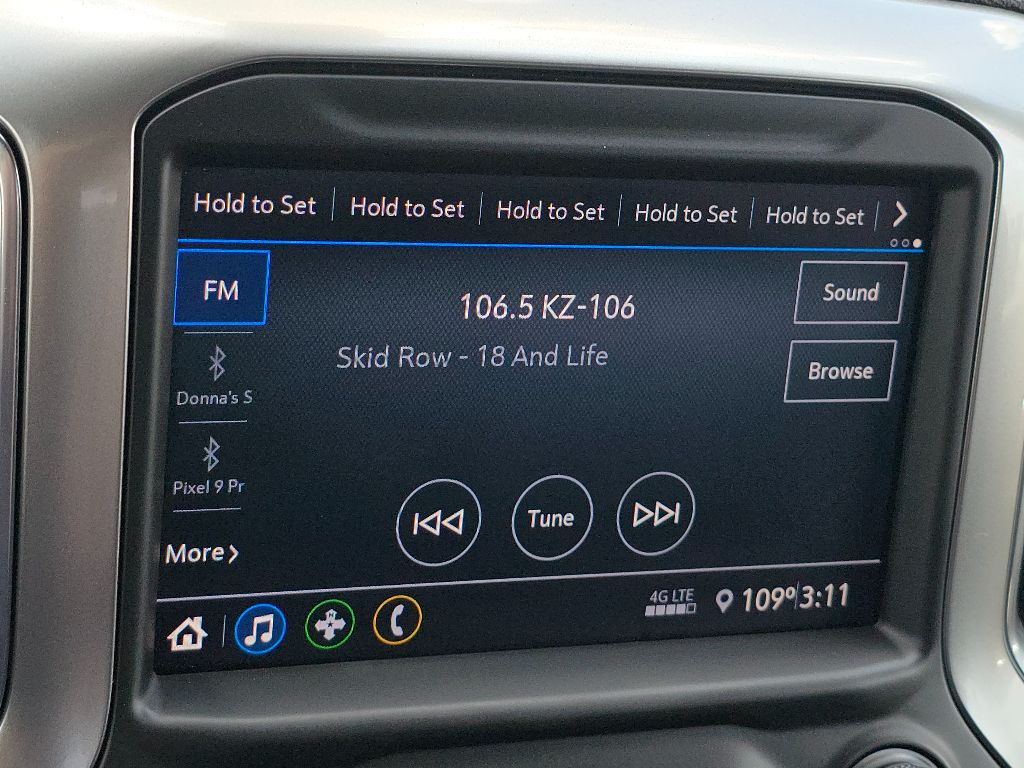 Hold to Set Hold to Set Hold to Set Hold to Set Hold to Set
FM
106.5 KZ-106
Sound
Skid Row - 18 And Life
Browse
Donna's S
Pixel 9 Pr
Tune
More
4G LTE
109° 3:11
N